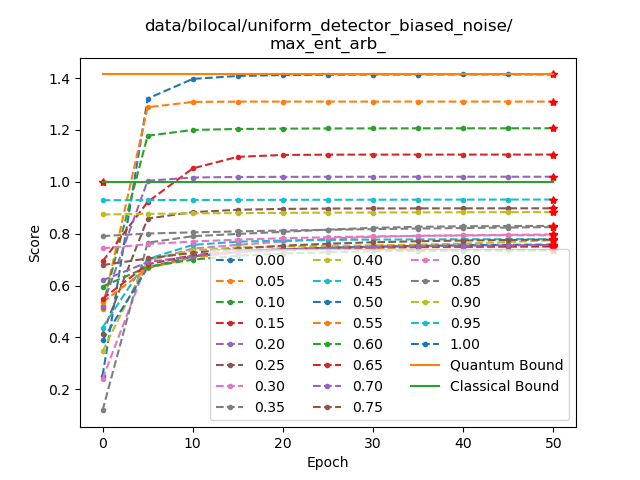 data/bilocal/uniform_detector_biased_noise/
max_ent_arb_
Score
1.4
1.2
1.0
0.8
0.6
0.4
0.2
0.00 0.40 0.80
0.05 0.45 0.85
0.10 0.50 0.90
0.15 0.55 0.95
0.20 0.60 1.00
0.25 0.65 Quantum Bound
0.30 0.70 Classical Bound
0.35 0.75
0 10 20 30 40 50
Epoch